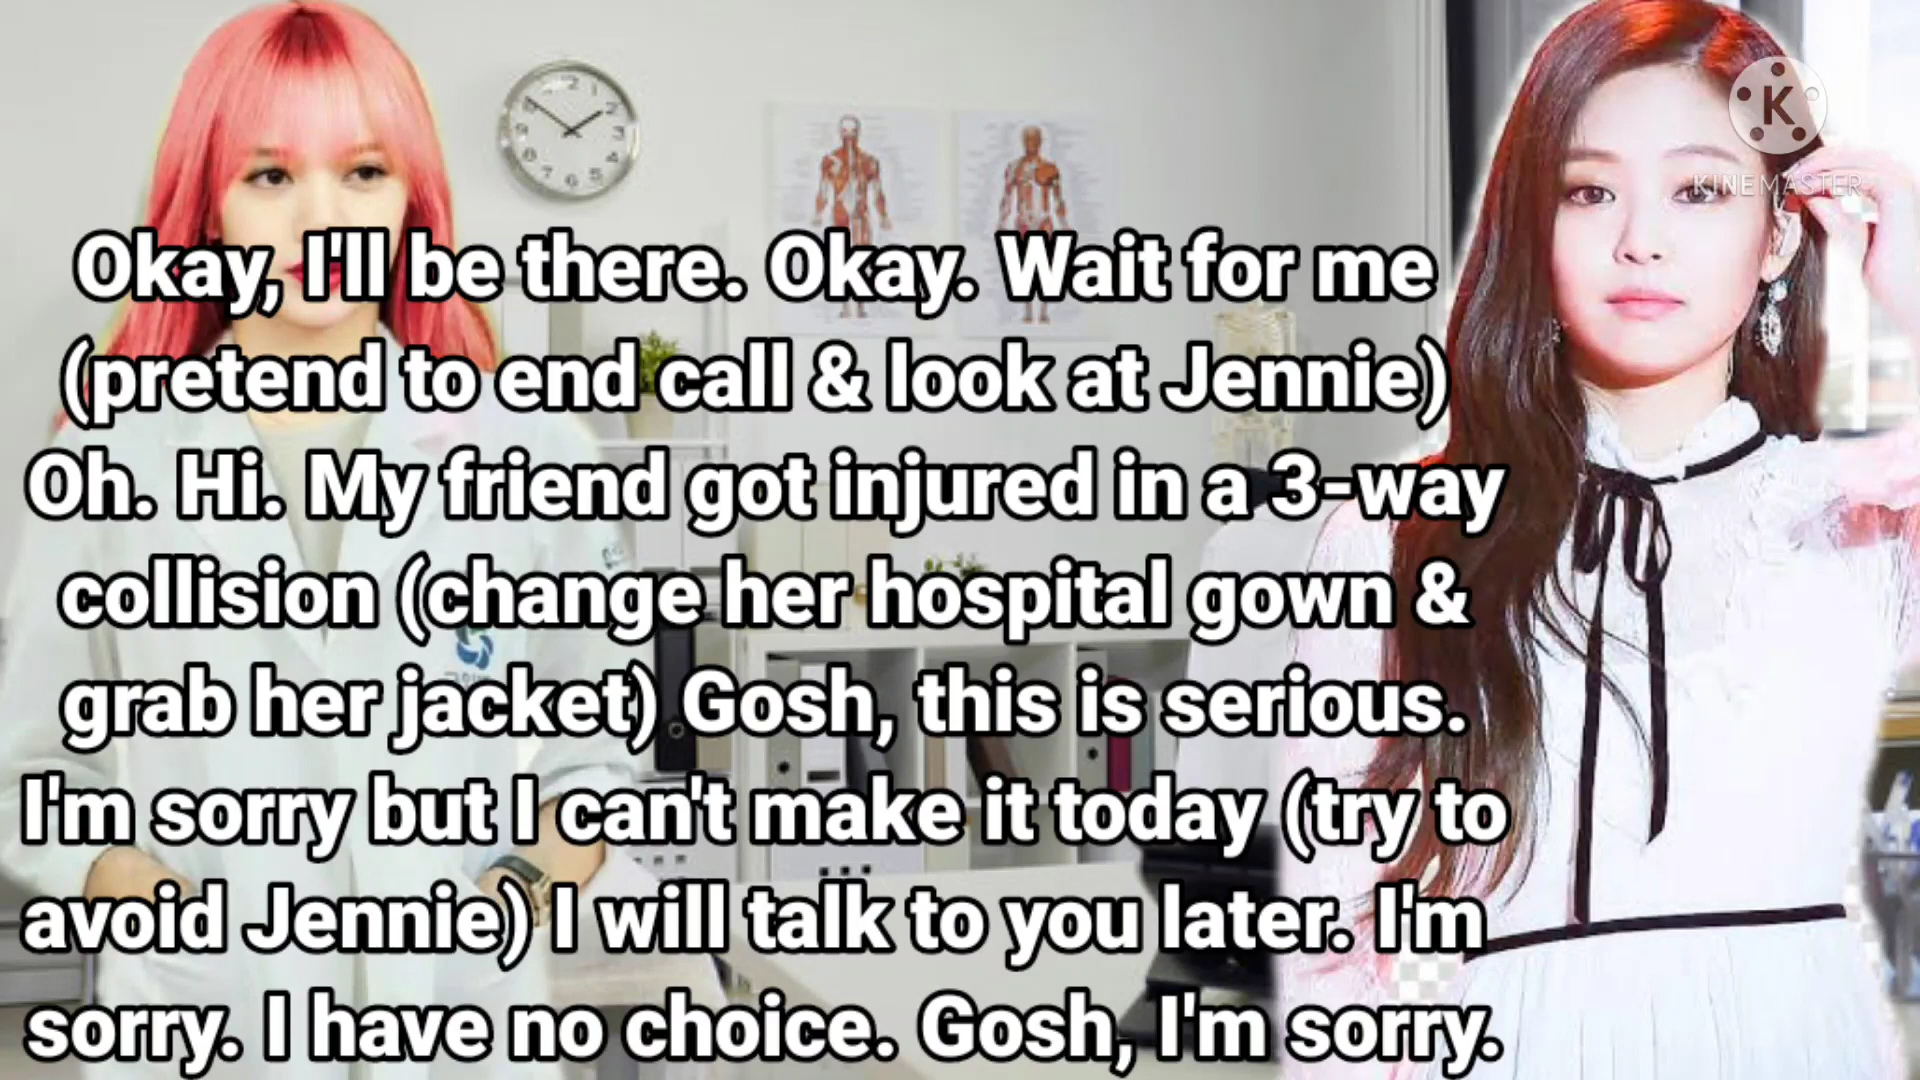 Okay, I'll be there. Okay. Wait for me
(pretend to end call & look at Jennie)
Oh. Hi. My friend got injured in a 3-way
collision (change her hospital gown &
grab her jacket) Gosh, this is serious.
I'm sorry but I can't make it today (try to
avoid Jennie) I will talk to you later. I'm
sorry. I have no choice. Gosh, I'm sorry.
K
KINEMASTER